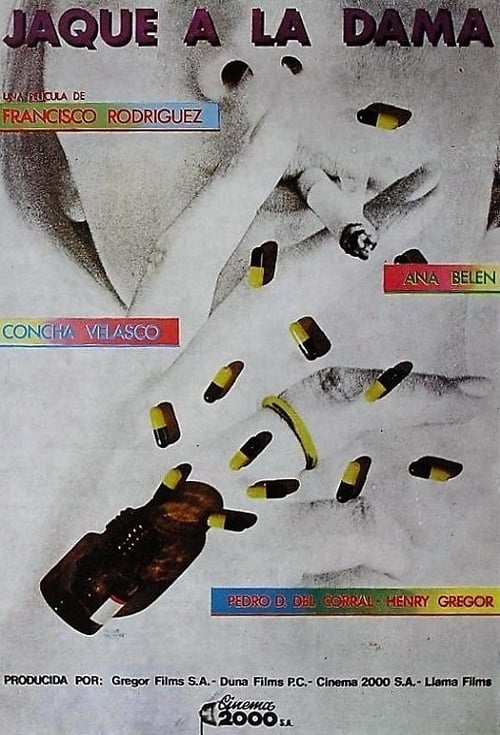 JAQUE A LA DAMA
UNA PELICULA DE
FRANCISCO RODRIGUEZ
ANA BELEN
CONCHA VELASCO
PEDRO D. DEL CORRAL - HENRY GREGOR
PRODUCIDA POR: Gregor Films S.A.- Duna Films P.C.- Cinema 2000 S.A.- Llama Films
Cinema
2000 S.A.